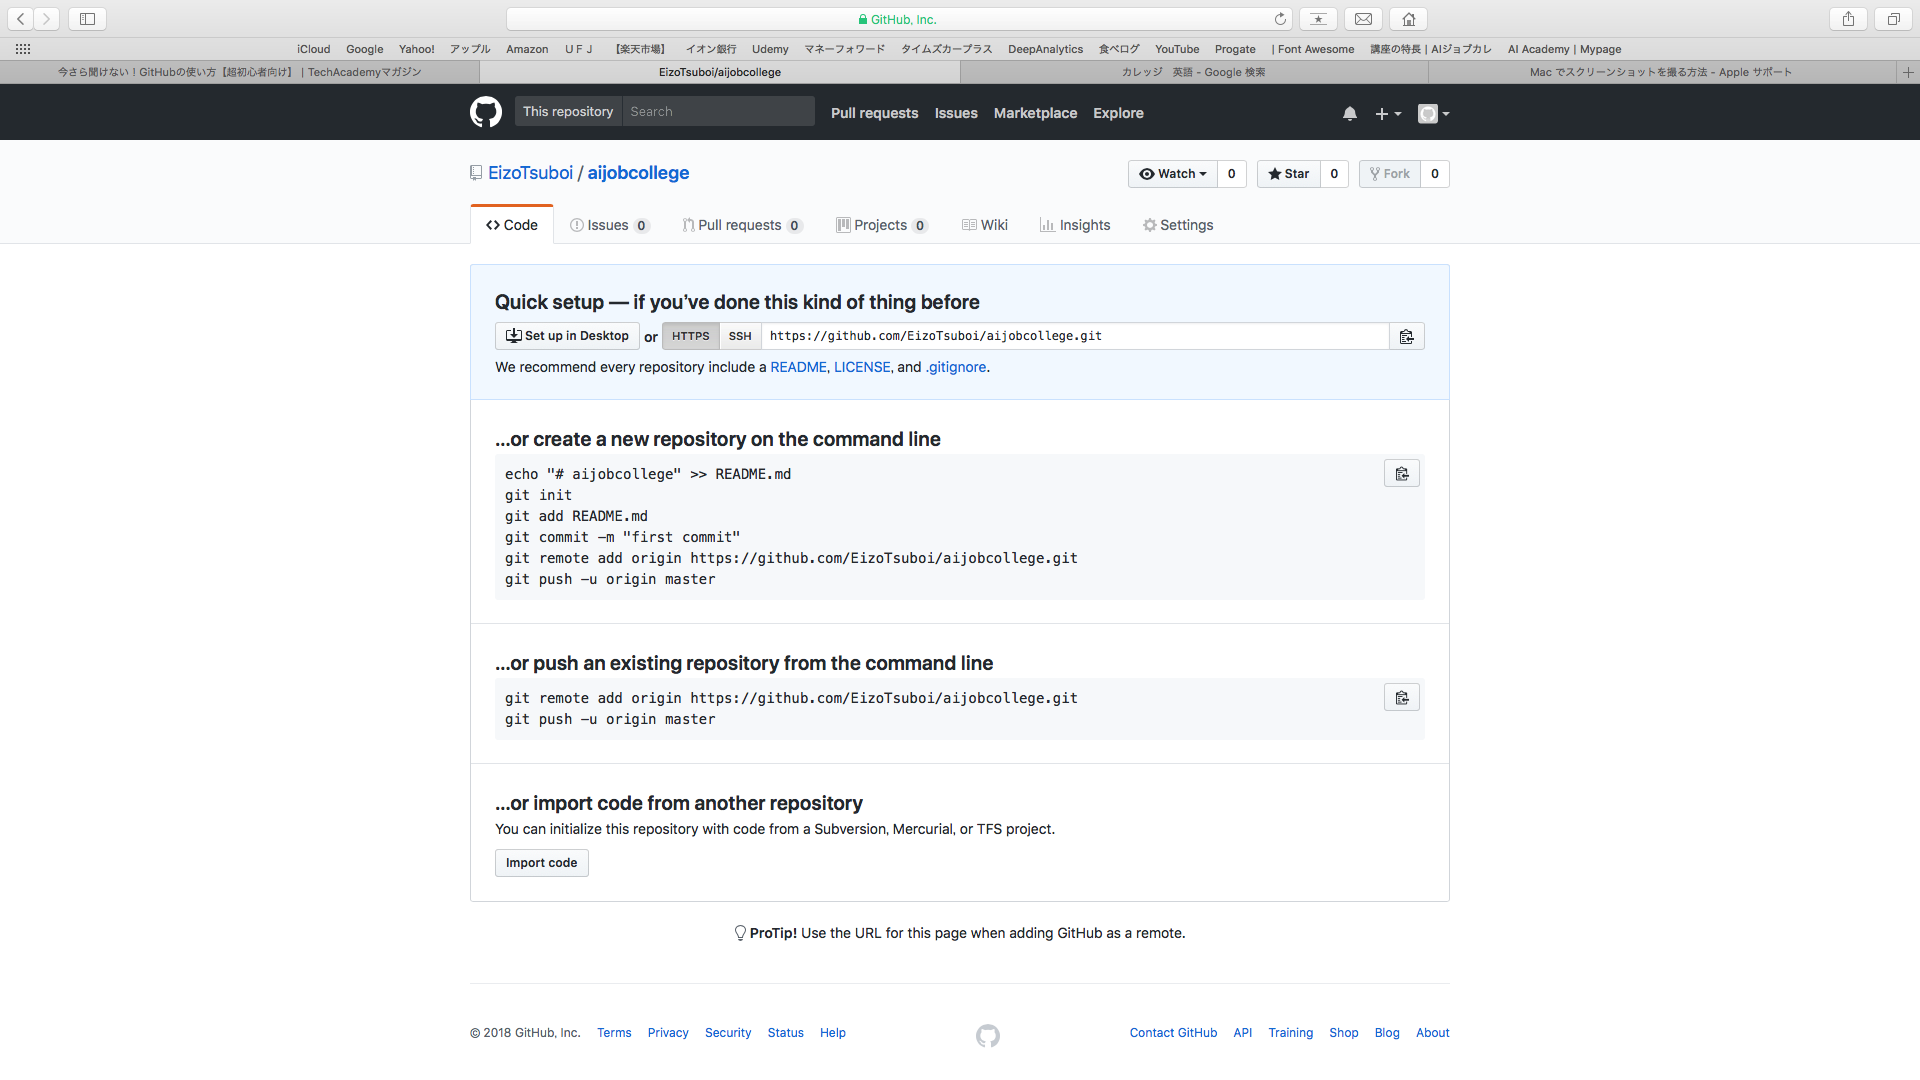 GitHub, Inc.
iCloud Google Yahoo! アップル Amazon UFJ 【楽天市場】 イオン銀行 Udemy マネーフォワード タイムズカープラス DeepAnalytics 食べログ YouTube Progate | Font Awesome 講座の特長 | AIジョブカレ AI Academy | Mypage
今さら聞けない！GitHubの使い方【超初心者向け】 | TechAcademyマガジン EizoTsuboi/aijobcollege カレッジ 英語 - Google 検索 Mac でスクリーンショットを撮る方法 - Apple サポート
This repository Search Pull requests Issues Marketplace Explore
EizoTsuboi / aijobcollege Watch 0 Star 0 Fork 0
Code Issues 0 Pull requests 0 Projects 0 Wiki Insights Settings
Quick setup — if you’ve done this kind of thing before
Set up in Desktop or HTTPS SSH https://github.com/EizoTsuboi/aijobcollege.git
We recommend every repository include a README, LICENSE, and .gitignore.
…or create a new repository on the command line
echo "# aijobcollege" >> README.md
git init
git add README.md
git commit -m "first commit"
git remote add origin https://github.com/EizoTsuboi/aijobcollege.git
git push -u origin master
…or push an existing repository from the command line
git remote add origin https://github.com/EizoTsuboi/aijobcollege.git
git push -u origin master
…or import code from another repository
You can initialize this repository with code from a Subversion, Mercurial, or TFS project.
Import code
ProTip! Use the URL for this page when adding GitHub as a remote.
© 2018 GitHub, Inc. Terms Privacy Security Status Help Contact GitHub API Training Shop Blog About